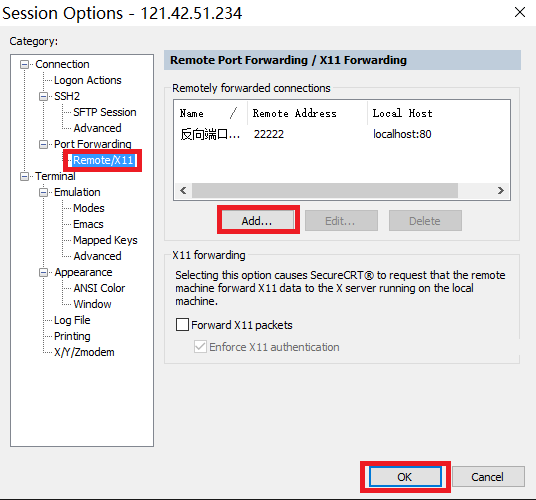 Session Options - 121.42.51.234
Category:
Connection
Logon Actions
SSH2
SFTP Session
Advanced
Port Forwarding
Remote/X11
Terminal
Emulation
Modes
Emacs
Mapped Keys
Advanced
Appearance
ANSI Color
Window
Log File
Printing
X/Y/Zmodem
Remote Port Forwarding / X11 Forwarding
Remotely forwarded connections
Name / Remote Address Local Host
反向端口... 22222 localhost:80
Add... Edit... Delete
X11 forwarding
Selecting this option causes SecureCRT® to request that the remote
machine forward X11 data to the X server running on the local
machine.
Forward X11 packets
Enforce X11 authentication
OK Cancel